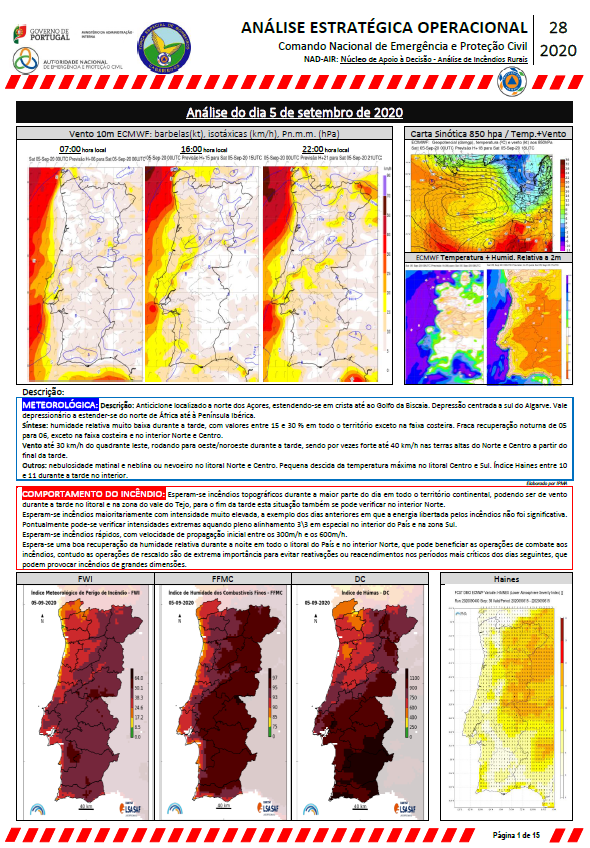 GOVERNO DE
PORTUGAL
MINISTÉRIO DA ADMINISTRAÇÃO
INTERNA
AUTORIDADE NACIONAL
DE EMERGÊNCIA E PROTEÇÃO CIVIL
ANÁLISE ESTRATÉGICA OPERACIONAL
28
Comando Nacional de Emergência e Proteção Civil
2020
NAD-AIR: Núcleo de Apoio à Decisão - Análise de Incêndios Rurais
Análise do dia 5 de setembro de 2020
Vento 10m ECMWF: barbelas(kt), isotáxicas (km/h), Pn.m.m. (hPa)
Carta Sinótica 850 hpa / Temp.+Vento
07:00 hora local
16:00 hora local
22:00 hora local
ECMWF Temperatura + Humid. Relativa a 2m
Descrição:
METEOROLÓGICA: Descrição: Anticiclone localizado a norte dos Açores, estendendo-se em crista até ao Golfo da Biscaia. Depressão centrada a sul do Algarve. Vale
depressionário a estender-se do norte de África até à Península Ibérica.
Síntese: humidade relativa muito baixa durante a tarde, com valores entre 15 e 30 % em todo o território exceto na faixa costeira. Fraca recuperação noturna de 05
para 06, exceto na faixa costeira e no interior Norte e Centro.
Vento até 30 km/h do quadrante leste, rodando para oeste/noroeste durante a tarde, sendo por vezes forte até 40 km/h nas terras altas do Norte e Centro a partir do
final da tarde.
Outros: nebulosidade matinal e neblina ou nevoeiro no litoral Norte e Centro. Pequena descida da temperatura máxima no litoral Centro e Sul. Índice Haines entre 10
e 11 durante a tarde no interior.
Elaborado por IPMA
COMPORTAMENTO DO INCÊNDIO: Esperam-se incêndios topográficos durante a maior parte do dia em todo o território continental, podendo ser de vento
durante a tarde no litoral e na zona do vale do Tejo, para o fim da tarde esta situação também se pode verificar no interior Norte.
Esperam-se incêndios maioritariamente com intensidade muito elevada, a exemplo dos dias anteriores em que a energia libertada pelos incêndios não foi significativa.
Pontualmente pode-se verificar intensidades extremas aquando pleno alinhamento 3\3 em especial no interior do País e na zona Sul.
Esperam-se incêndios rápidos, com velocidade de propagação inicial entre os 300m/h e os 600m/h.
Espera-se uma boa recuperação da humidade relativa durante a noite em todo o litoral do País e no interior Norte, que pode beneficiar as operações de combate aos
incêndios, contudo as operações de rescaldo são de extrema importância para evitar reativações ou reacendimentos nos períodos mais críticos dos dias seguintes, que
podem provocar incêndios de grandes dimensões.
FWI
FFMC
DC
Haines
Indice Meteorológico de Perigo de Incêndio - FWI
05-09-2020
Indice de Humidade dos Combustíveis Finos - FFMC
05-09-2020
Indice de Húmus - DC
05-09-2020
LSA SAF
LSA SAF
LSA SAF
Página 1 de 15